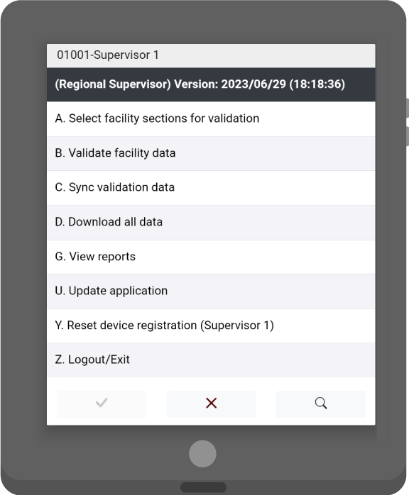 01001-Supervisor 1
(Regional Supervisor) Version: 2023/06/29 (18:18:36)
A. Select facility sections for validation
B. Validate facility data
C. Sync validation data
D. Download all data
G. View reports
U. Update application
Y. Reset device registration (Supervisor 1)
Z. Logout/Exit